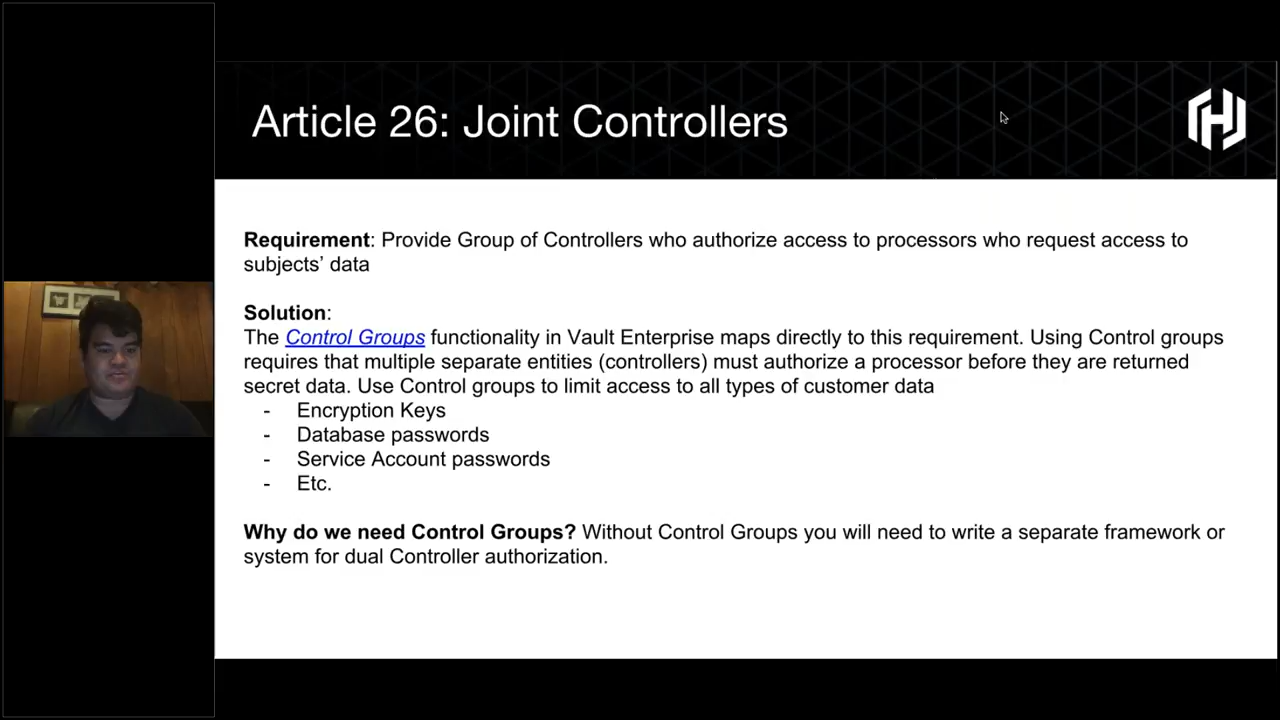 Article 26: Joint Controllers
Requirement: Provide Group of Controllers who authorize access to processors who request access to
subjects’ data
Solution:
The Control Groups functionality in Vault Enterprise maps directly to this requirement. Using Control groups
requires that multiple separate entities (controllers) must authorize a processor before they are returned
secret data. Use Control groups to limit access to all types of customer data
- Encryption Keys
- Database passwords
- Service Account passwords
- Etc.
Why do we need Control Groups? Without Control Groups you will need to write a separate framework or
system for dual Controller authorization.